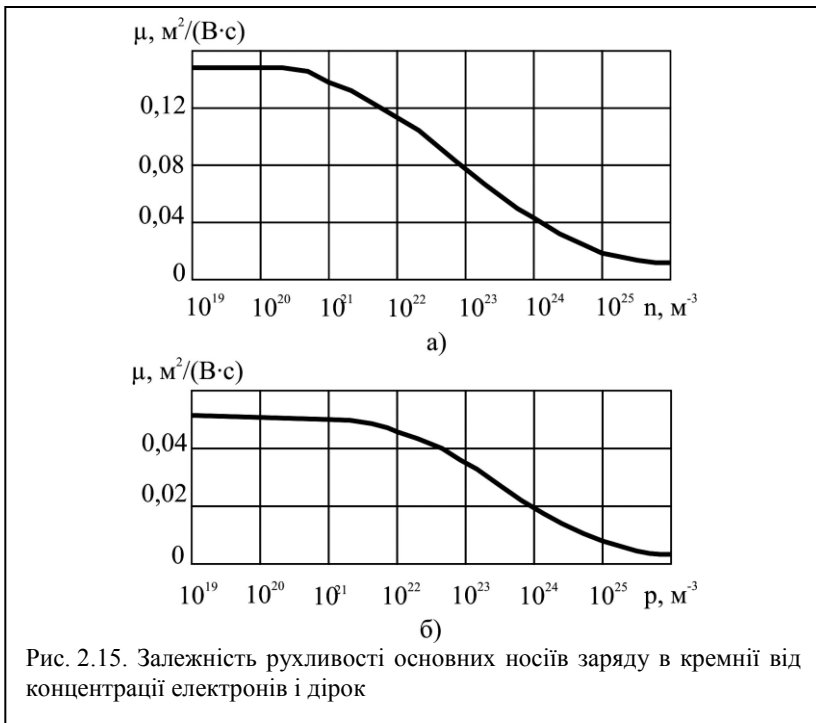 μ, м²/(В·с)
0,12
0,08
0,04
0
10¹⁹ 10²⁰ 10²¹ 10²² 10²³ 10²⁴ 10²⁵ n, м⁻³
а)
μ, м²/(В·с)
0,04
0,02
0
10¹⁹ 10²⁰ 10²¹ 10²² 10²³ 10²⁴ 10²⁵ p, м⁻³
б)
Рис. 2.15. Залежність рухливості основних носіїв заряду в кремнії від
концентрації електронів і дірок